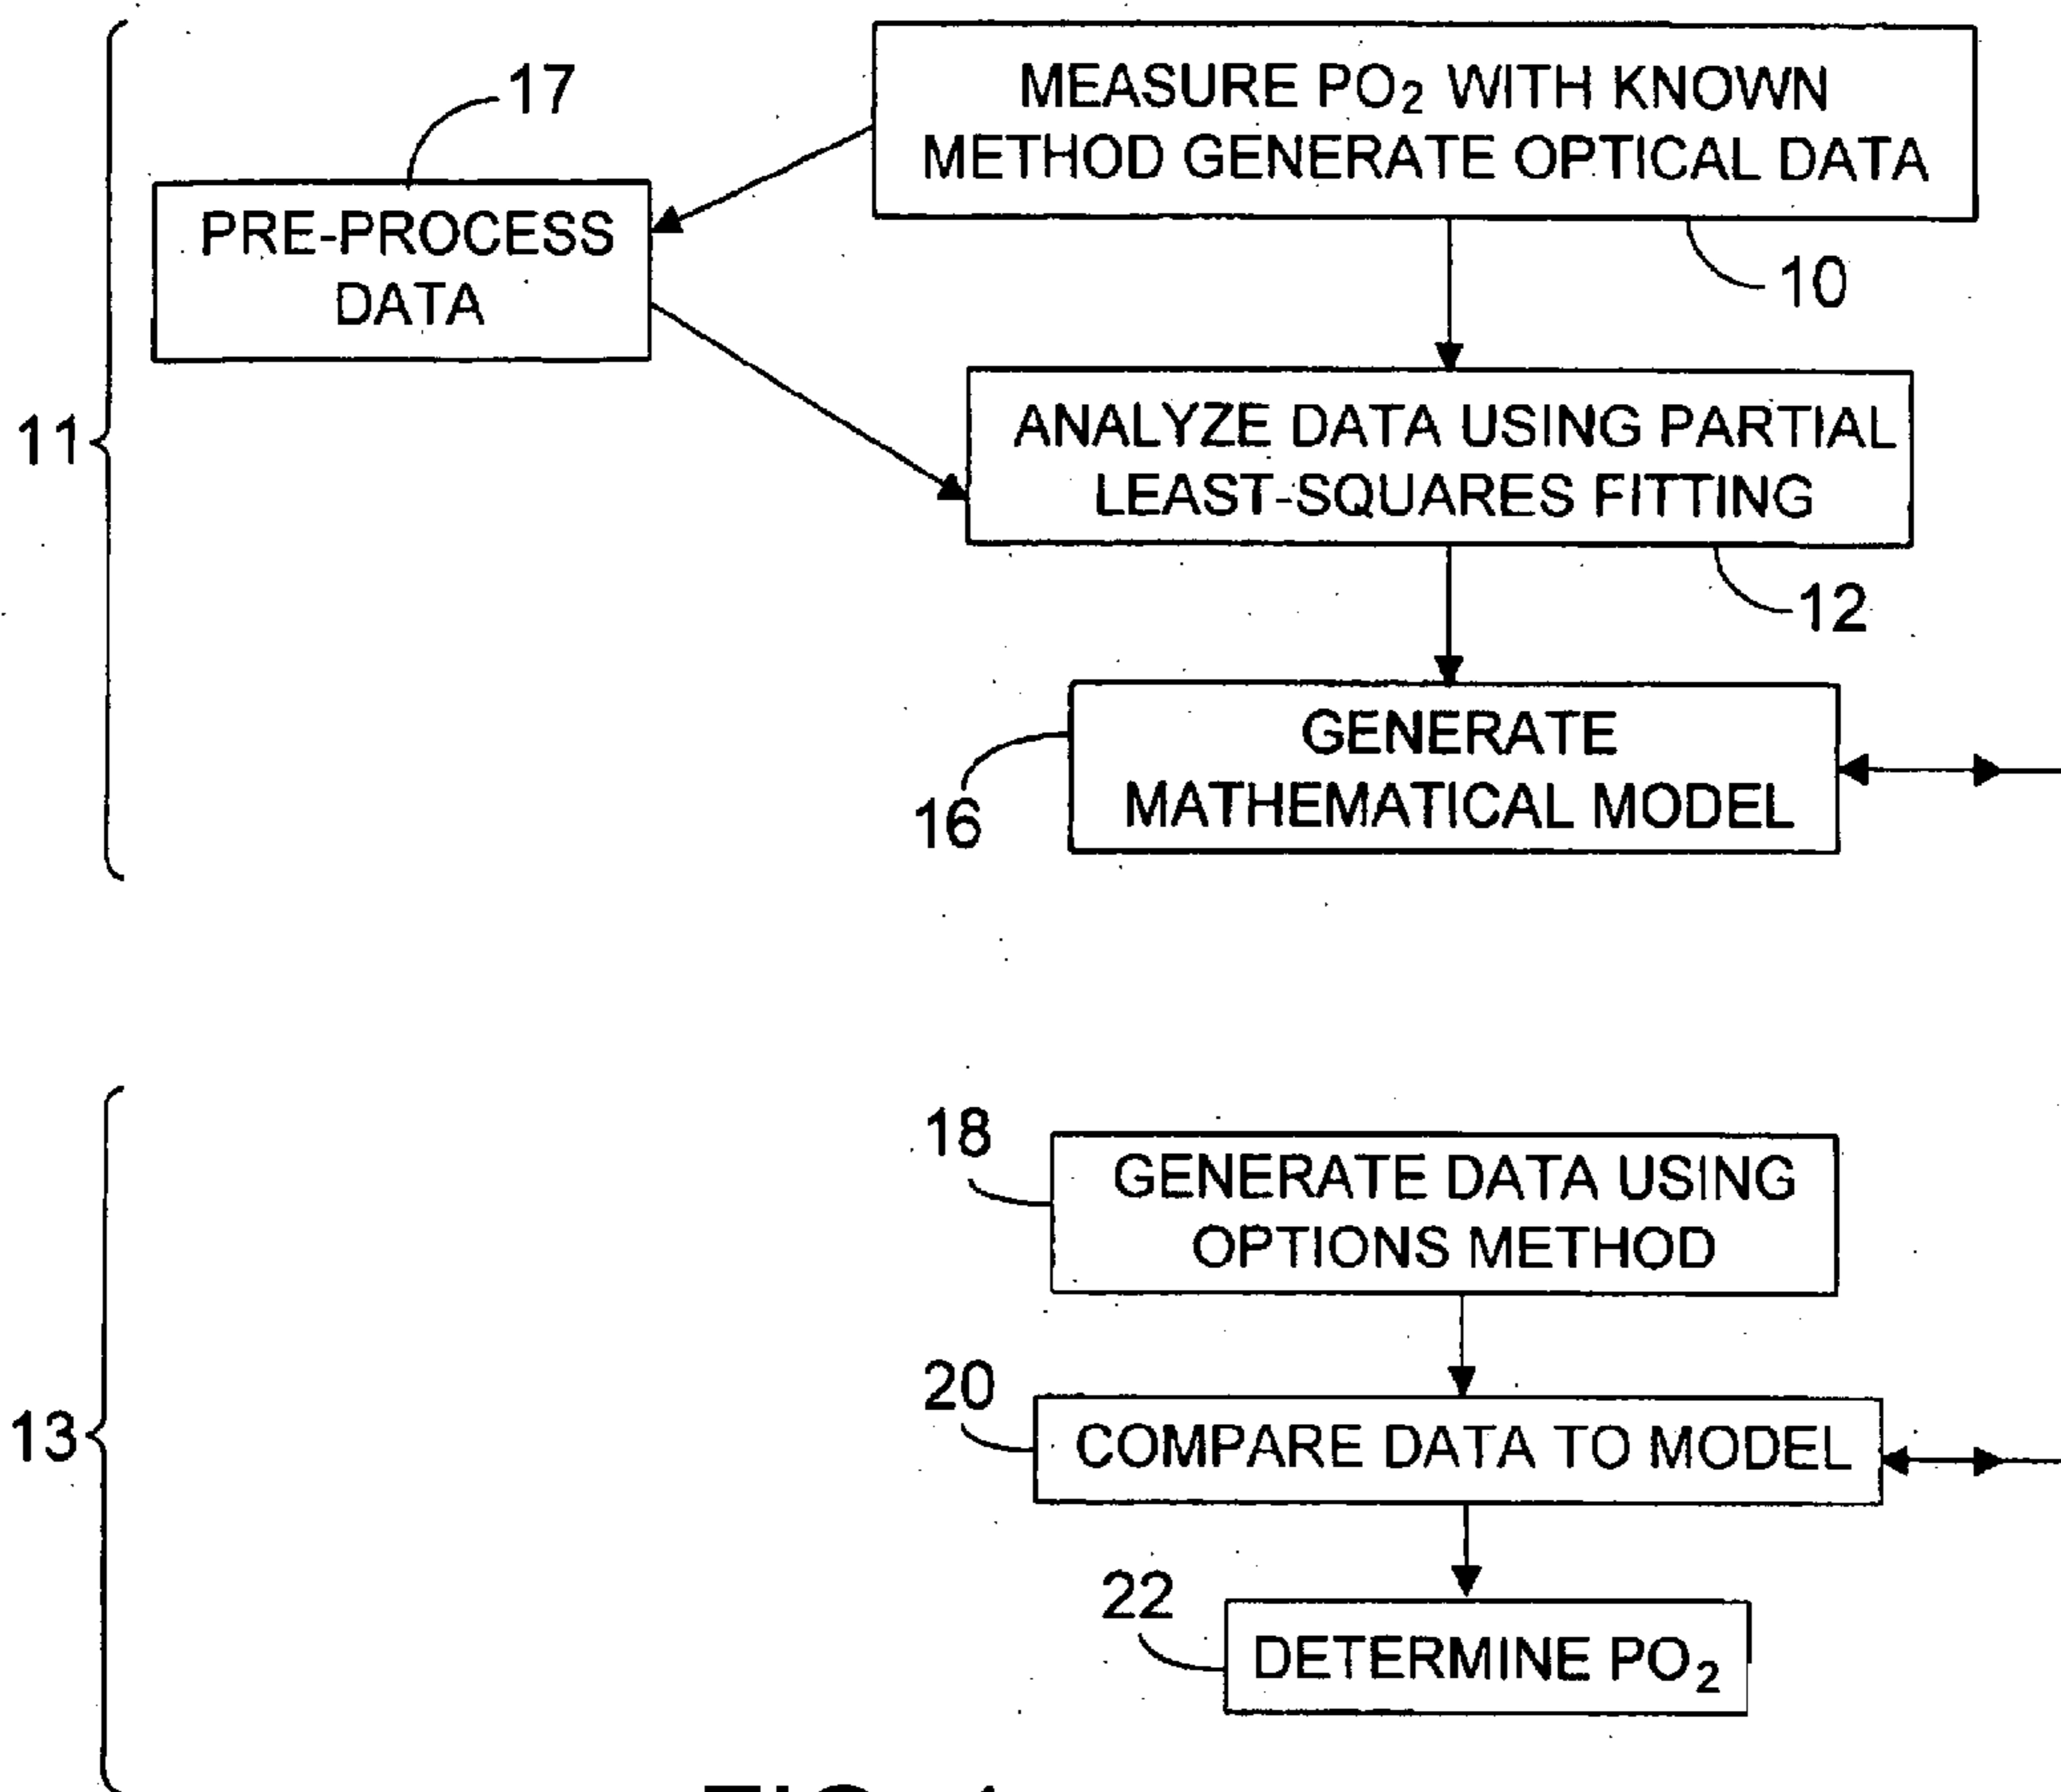 MEASURE PO2 WITH KNOWN
METHOD GENERATE OPTICAL DATA
17
PRE-PROCESS
DATA
10
ANALYZE DATA USING PARTIAL
LEAST-SQUARES FITTING
11
12
GENERATE
MATHEMATICAL MODEL
16
18
GENERATE DATA USING
OPTIONS METHOD
20
COMPARE DATA TO MODEL
13
22
DETERMINE PO2